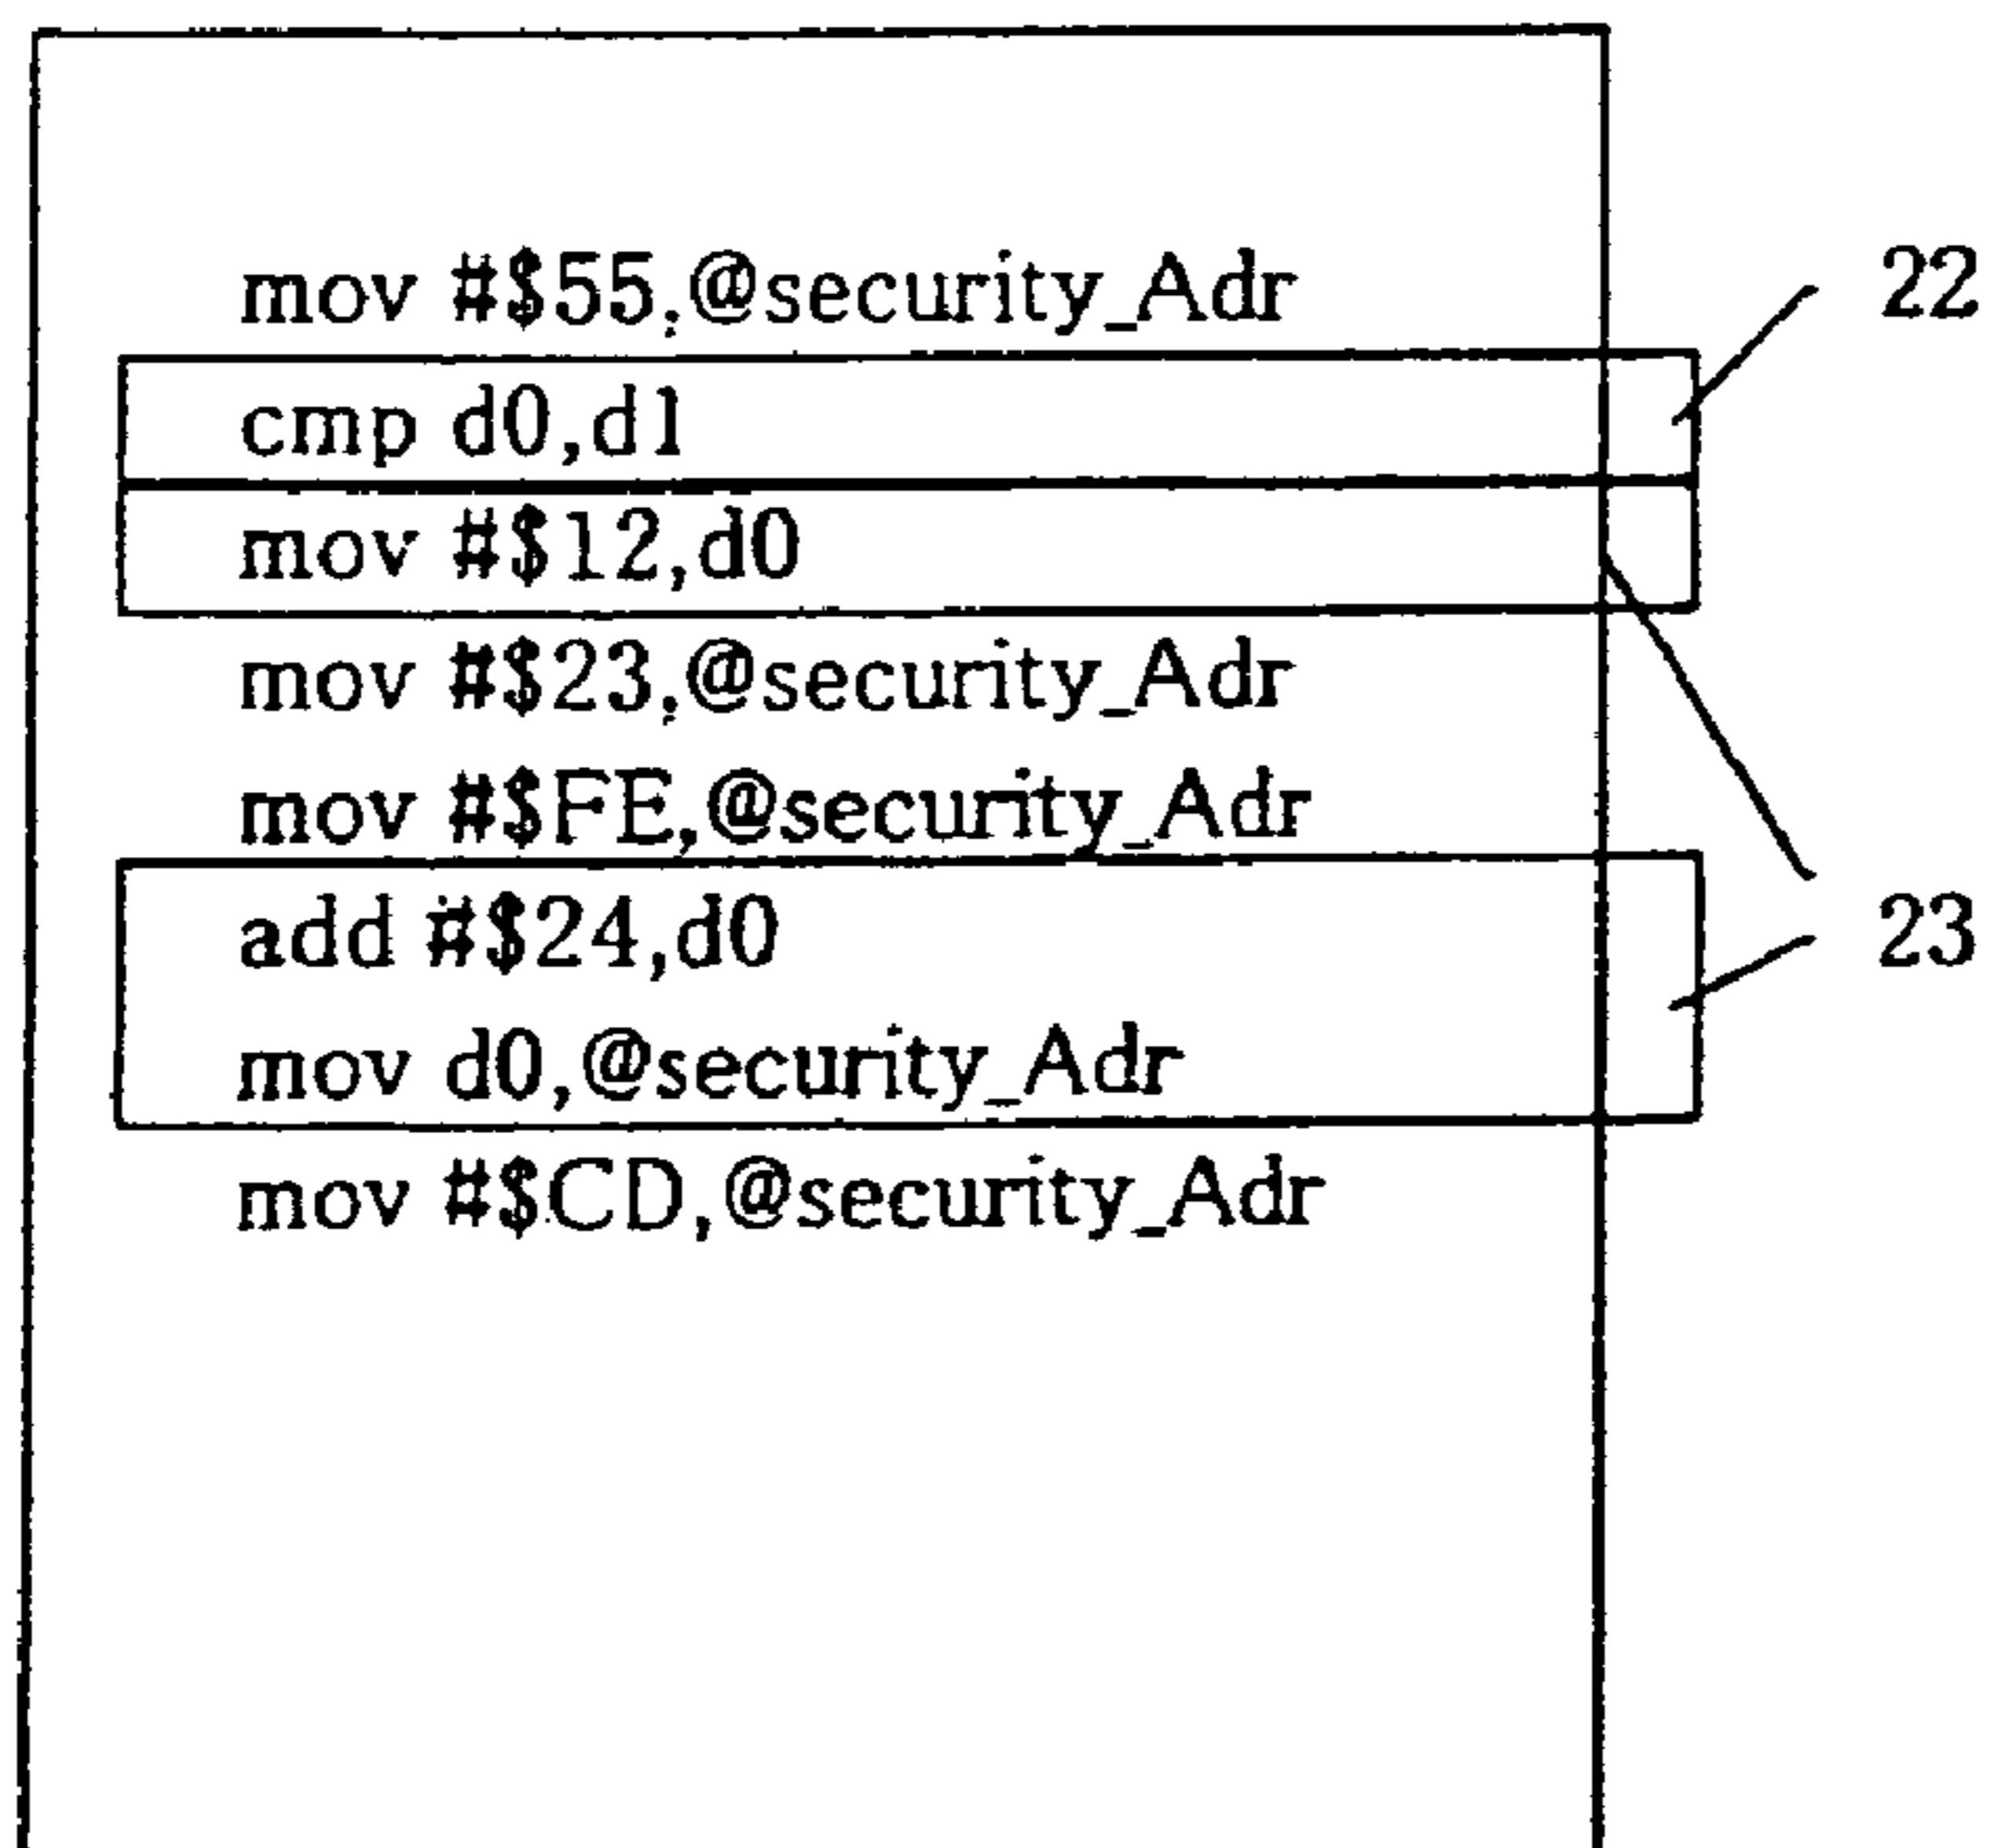 mov #$55,@security_Adr
22
cmp d0,d1
mov #$12,d0
mov #$23,@security_Adr
mov #$FE,@security_Adr
add #$24,d0
23
mov d0,@security_Adr
mov #$CD,@security_Adr